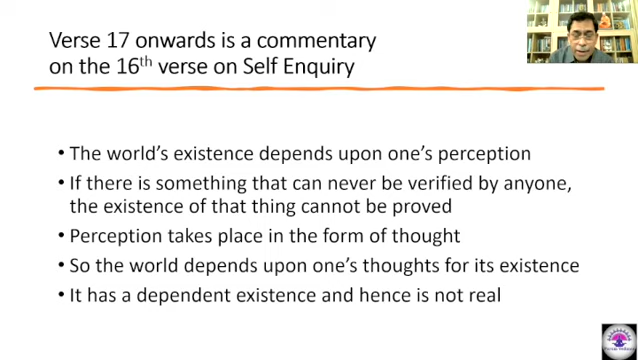 Verse 17 onwards is a commentary
on the 16th verse on Self Enquiry
• The world's existence depends upon one's perception
• If there is something that can never be verified by anyone,
the existence of that thing cannot be proved
• Perception takes place in the form of thought
• So the world depends upon one's thoughts for its existence
• It has a dependent existence and hence is not real